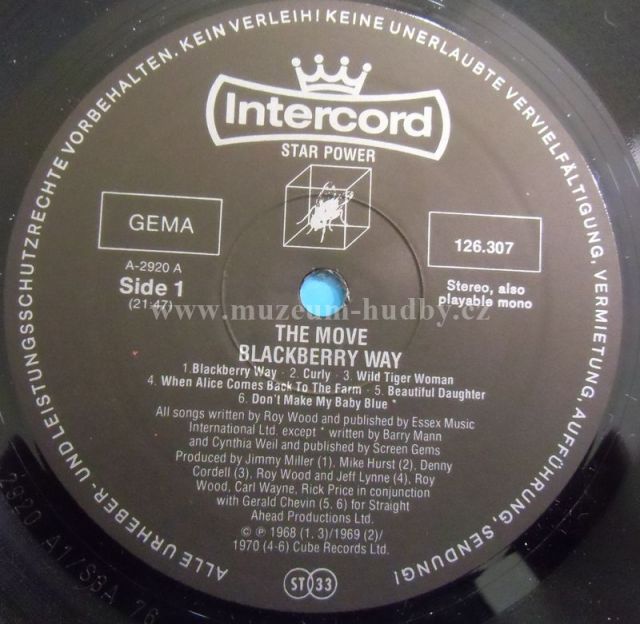 ALLE URHEBER- UND LEISTUNGSSCHUTZRECHTE VORBEHALTEN. KEIN VERLEIH! KEINE UNERLAUBTE VERVIELFÄLTIGUNG, VERMIETUNG, AUFFÜHRUNG, SENDUNG!
Intercord
STAR POWER
GEMA
126.307
A-2920 A
Side 1
(21:47)
Stereo, also
playable mono
www.muzeum-hudby.cz
THE MOVE
BLACKBERRY WAY
1.Blackberry Way · 2. Curly · 3. Wild Tiger Woman
4. When Alice Comes Back To The Farm · 5. Beautiful Daughter
6. Don't Make My Baby Blue *
All songs written by Roy Wood and published by Essex Music
International Ltd. except * written by Barry Mann
and Cynthia Weil and published by Screen Gems
Produced by Jimmy Miller (1), Mike Hurst (2), Denny
Cordell (3), Roy Wood and Jeff Lynne (4), Roy
Wood, Carl Wayne, Rick Price in conjunction
with Gerald Chevin (5, 6) for Straight
Ahead Productions Ltd.
© ℗ 1968 (1. 3)/1969 (2)/
1970 (4-6) Cube Records Ltd.
ST 33